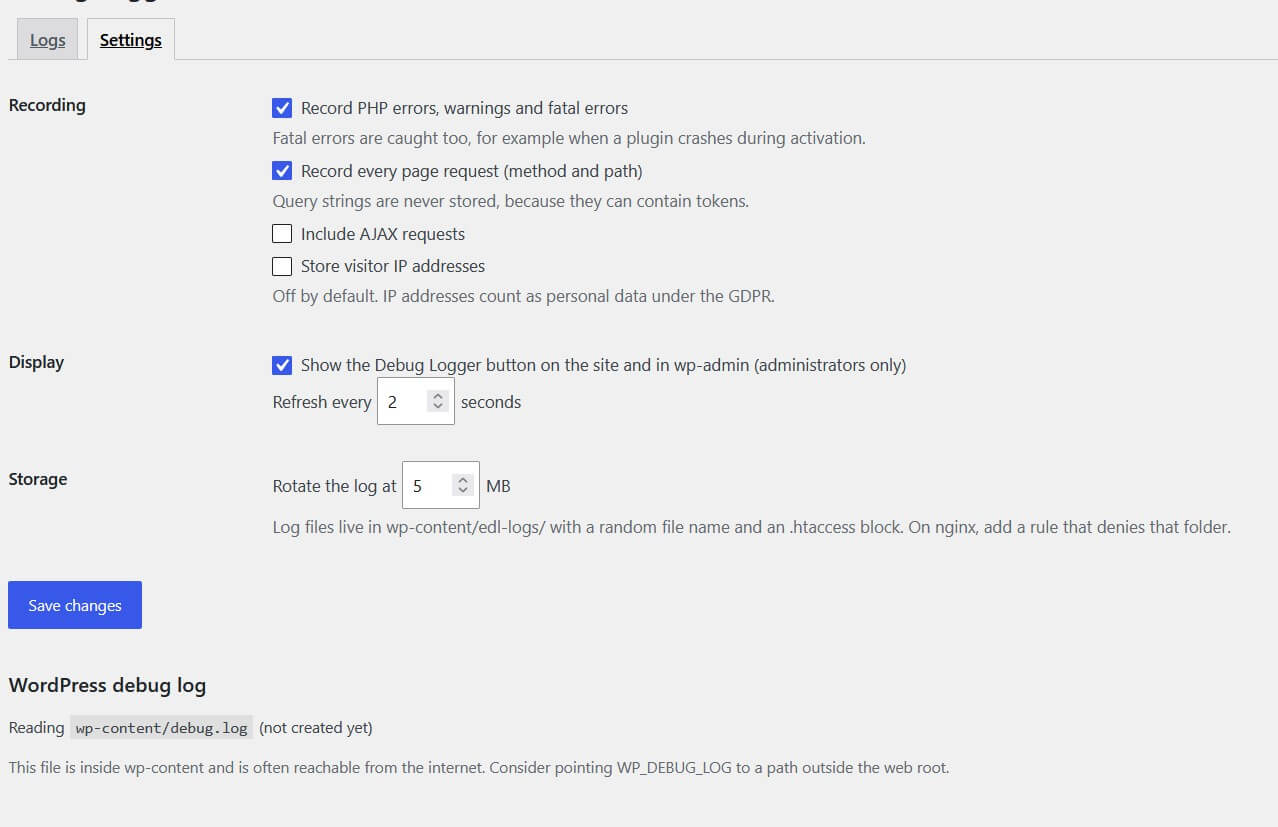 Logs
Settings
Recording
Record PHP errors, warnings and fatal errors
Fatal errors are caught too, for example when a plugin crashes during activation.
Record every page request (method and path)
Query strings are never stored, because they can contain tokens.
Include AJAX requests
Store visitor IP addresses
Off by default. IP addresses count as personal data under the GDPR.
Display
Show the Debug Logger button on the site and in wp-admin (administrators only)
Refresh every 2 seconds
Storage
Rotate the log at 5 MB
Log files live in wp-content/edl-logs/ with a random file name and an .htaccess block. On nginx, add a rule that denies that folder.
Save changes
WordPress debug log
Reading wp-content/debug.log (not created yet)
This file is inside wp-content and is often reachable from the internet. Consider pointing WP_DEBUG_LOG to a path outside the web root.